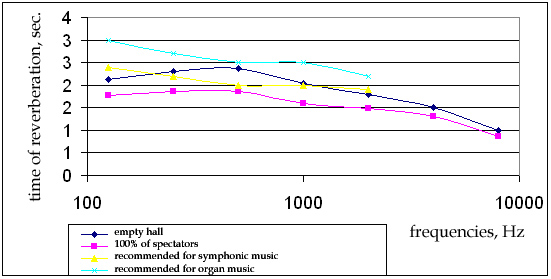 time of reverberation, sec.
4
3
3
2
2
1
1
0
100
1000
10000
frequencies, Hz
empty hall
100% of spectators
recommended for symphonic music
recommended for organ music